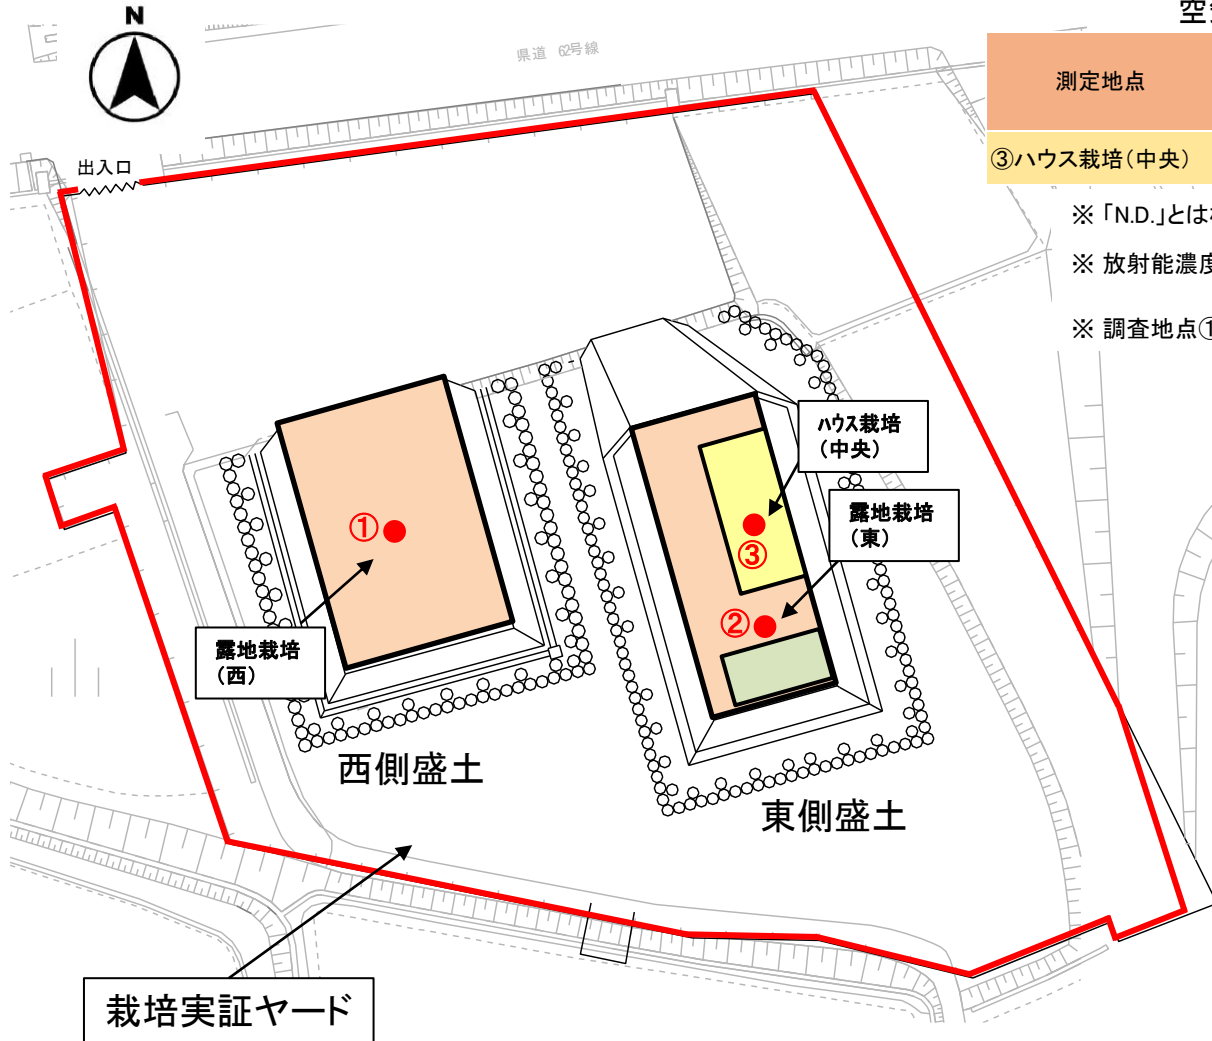 N
県道 62号線
空
測定地点
③ハウス栽培(中央)
※ 「N.D.」とは
※ 放射能濃度
※ 調査地点①
出入口
ハウス栽培
(中央)
露地栽培
(東)
①
③
②
露地栽培
(西)
西側盛土
東側盛土
栽培実証ヤード